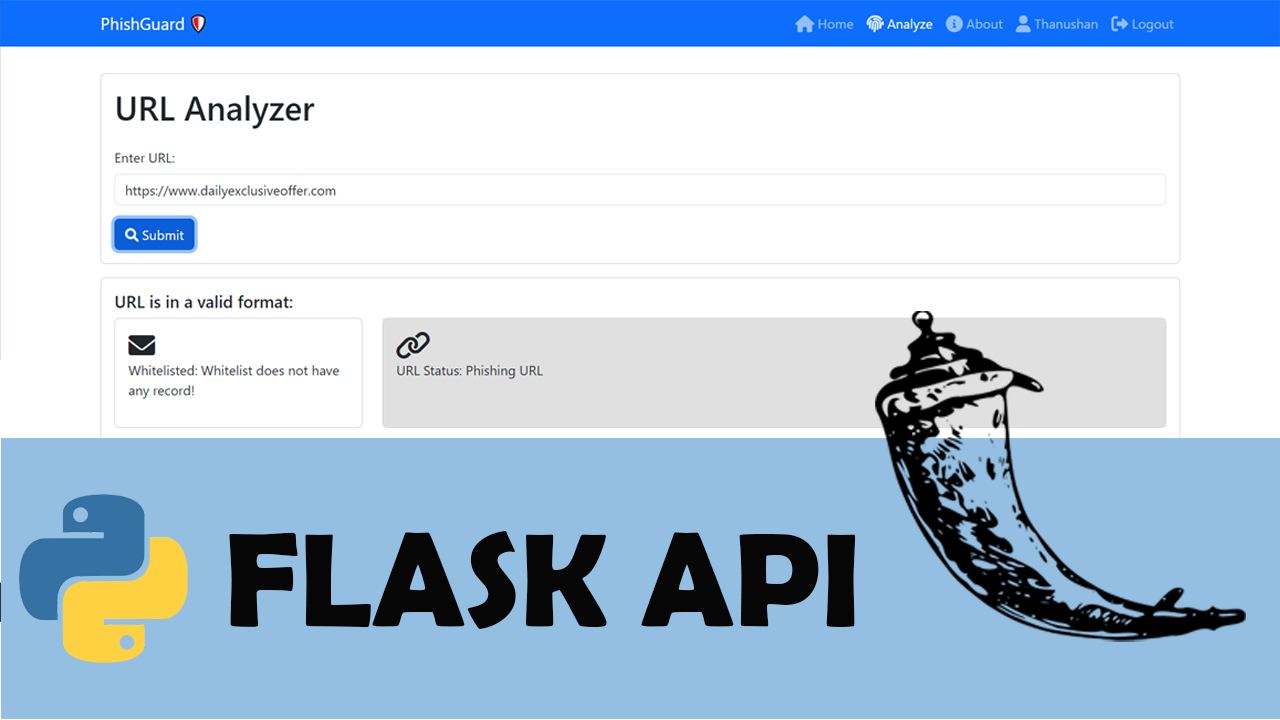 PhishGuard
Home
Analyze
About
Thanushan
Logout
URL Analyzer
Enter URL:
https://www.dailyexclusiveoffer.com
Submit
URL is in a valid format:
Whitelisted: Whitelist does not have
any record!
URL Status: Phishing URL
FLASK API